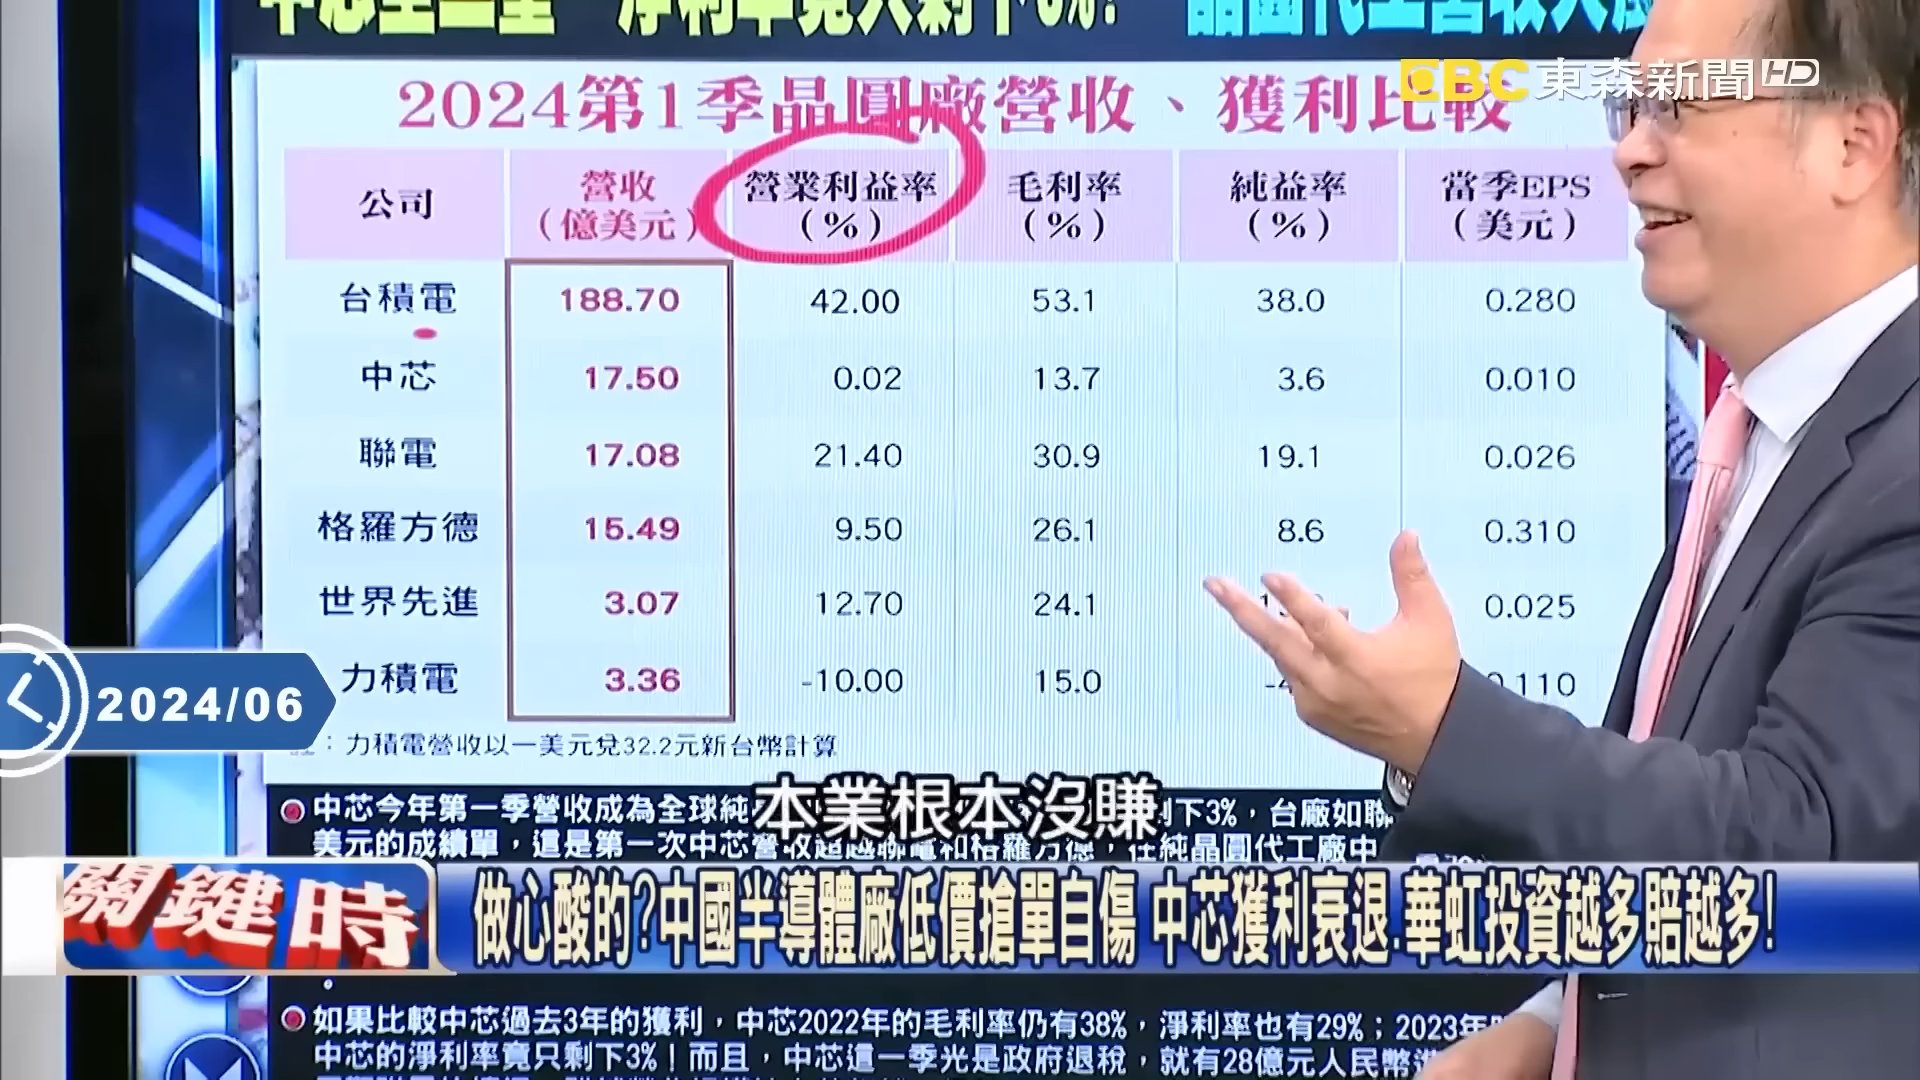 淨利率竟只剩下
晶圓代工營收
EBC 東森新聞 HD
2024第1季晶圓廠營收、獲利比較
公司 營收（億美元） 營業利益率（%） 毛利率（%） 純益率（%） 當季EPS（美元）
台積電 188.70 42.00 53.1 38.0 0.280
中芯 17.50 0.02 13.7 3.6 0.010
聯電 17.08 21.40 30.9 19.1 0.026
格羅方德 15.49 9.50 26.1 8.6 0.310
世界先進 3.07 12.70 24.1 0.025
力積電 3.36 -10.00 15.0 -4
2024/06
：力積電營收以一美元兌32.2元新台幣計算
中芯今年第一季營收成為全球純
剩下3%，台廠如聯
美元的成績單，這是第一次中芯營收超越聯電和格羅方德，在純晶圓代工廠中
本業根本沒賺
關鍵時
做心酸的?中國半導體廠低價搶單自傷 中芯獲利衰退.華虹投資越多賠越多!
如果比較中芯過去3年的獲利，中芯2022年的毛利率仍有38%，淨利率也有29%；2023年
中芯的淨利率竟只剩下3%！而且，中芯這一季光是政府退稅，就有28億元人民幣